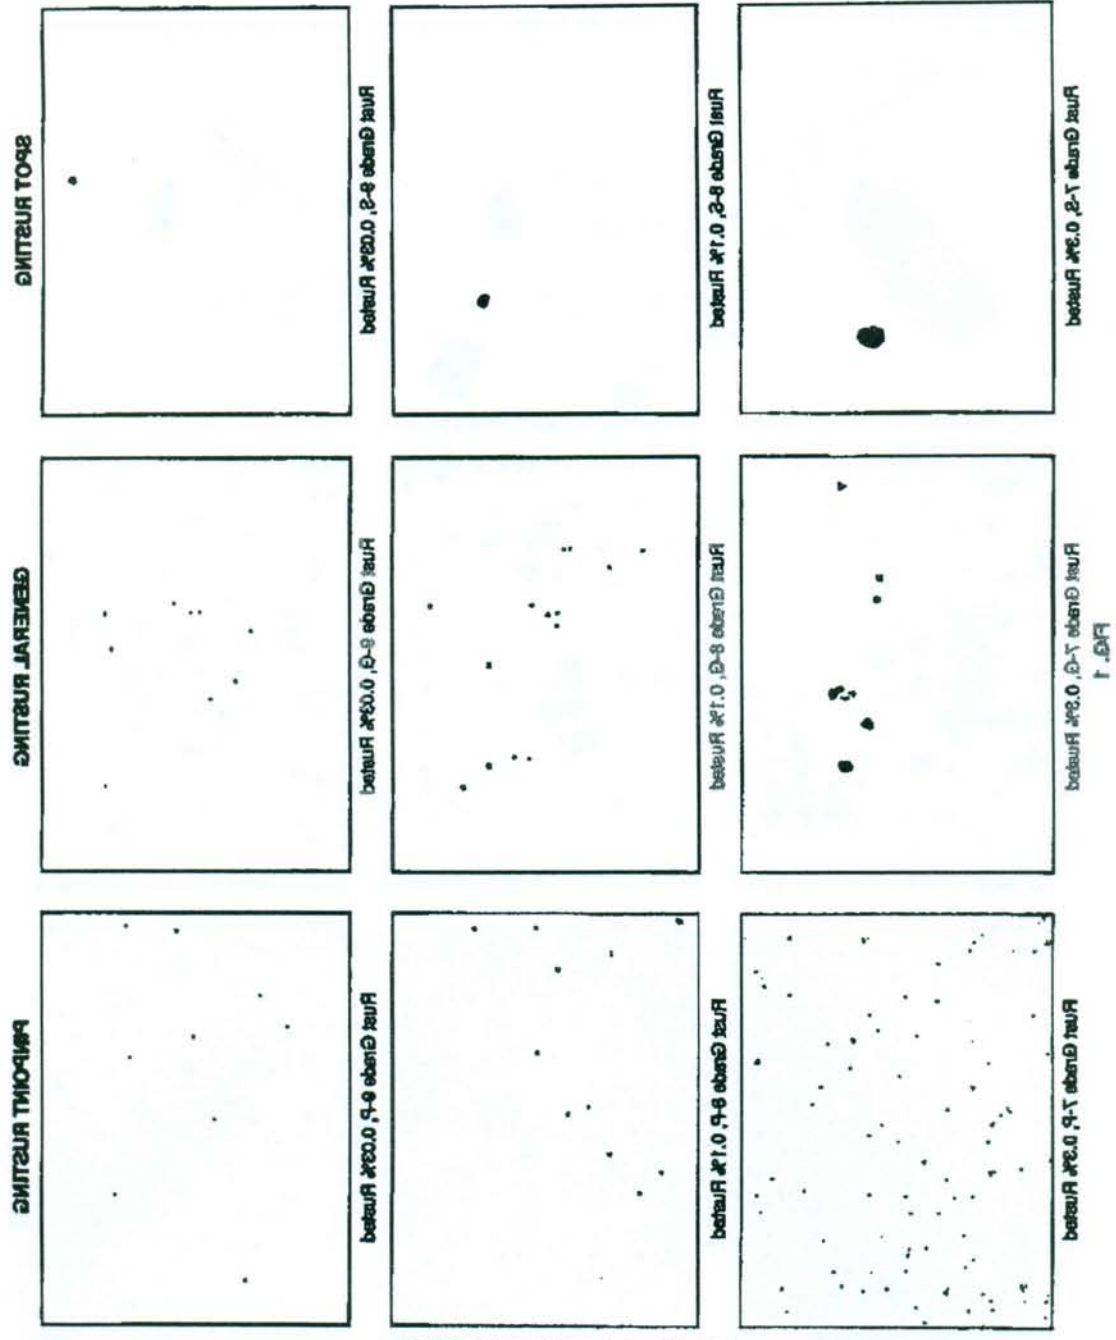 SPOT RUSTING
GENERAL RUSTING
PINPOINT RUSTING
Rust Grade 9-S, 0.03% Rusted
Rust Grade 9-G, 0.03% Rusted
Rust Grade 9-P, 0.03% Rusted
Rust Grade 8-S, 0.1% Rusted
Rust Grade 8-G, 0.1% Rusted
Rust Grade 8-P, 0.1% Rusted
Rust Grade 7-S, 0.3% Rusted
Rust Grade 7-G, 0.3% Rusted
Rust Grade 7-P, 0.3% Rusted
FIG. 1